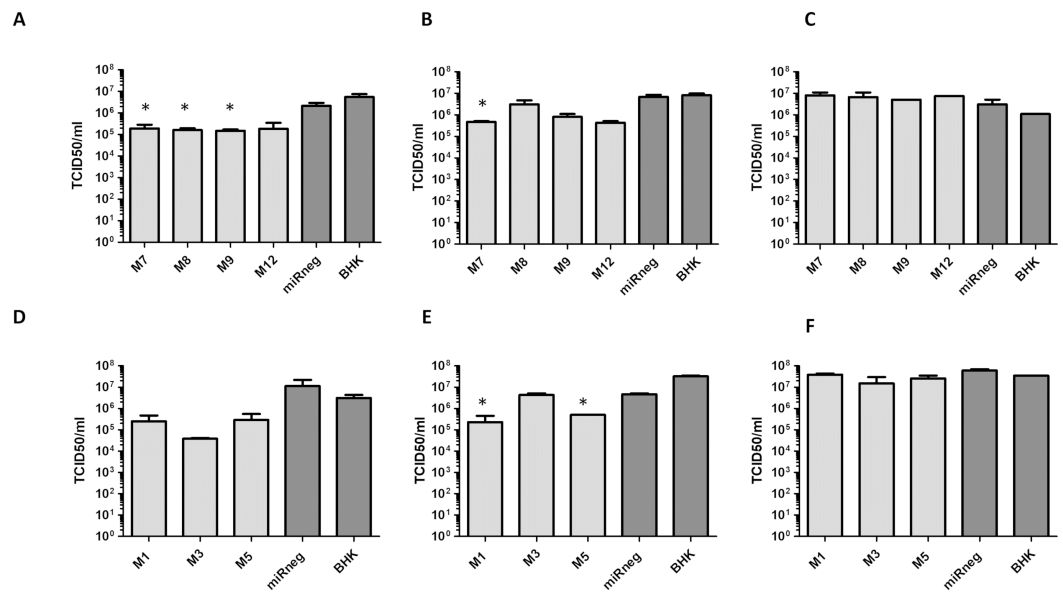 A
TCID50/ml
10⁸
10⁷
10⁶
10⁵
10⁴
10³
10²
10¹
10⁰
* * *
M7 M8 M9 M12 miRneg BHK
B
TCID50/ml
10⁸
10⁷
10⁶
10⁵
10⁴
10³
10²
10¹
10⁰
*
M7 M8 M9 M12 miRneg BHK
C
TCID50/ml
10⁸
10⁷
10⁶
10⁵
10⁴
10³
10²
10¹
10⁰
M7 M8 M9 M12 miRneg BHK
D
TCID50/ml
10⁸
10⁷
10⁶
10⁵
10⁴
10³
10²
10¹
10⁰
M1 M3 M5 miRneg BHK
E
TCID50/ml
10⁸
10⁷
10⁶
10⁵
10⁴
10³
10²
10¹
10⁰
* *
M1 M3 M5 miRneg BHK
F
TCID50/ml
10⁸
10⁷
10⁶
10⁵
10⁴
10³
10²
10¹
10⁰
M1 M3 M5 miRneg BHK